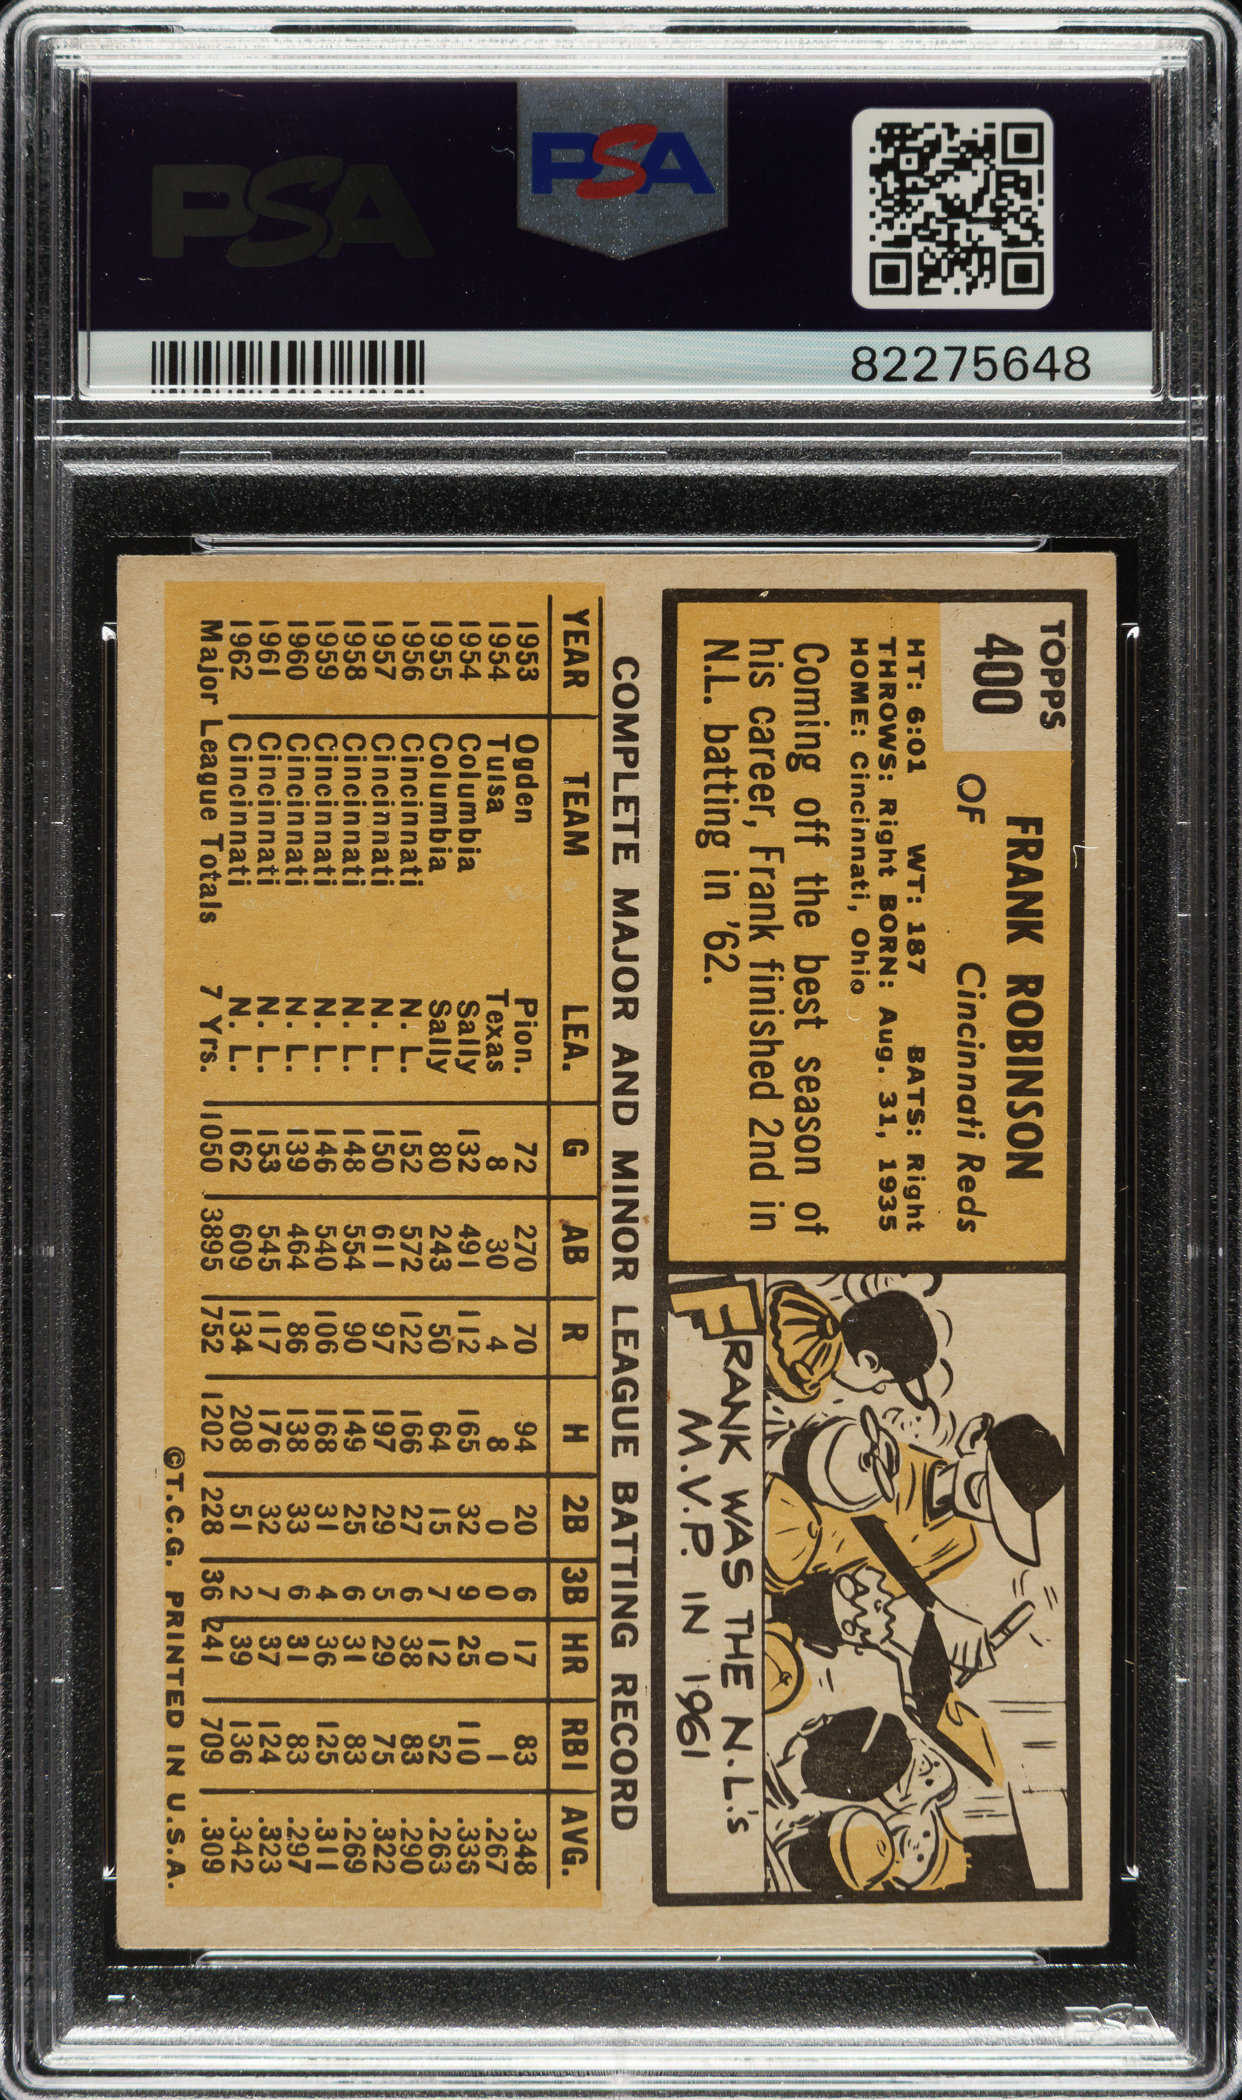 PSA
PSA
82275648
TOPPS
400
FRANK ROBINSON
OF Cincinnati Reds
HT: 6:01 WT: 187 BATS: Right
THROWS: Right BORN: Aug. 31, 1935
HOME: Cincinnati, Ohio
Coming off the best season of
his career, Frank finished 2nd in
N.L. batting in '62.
FRANK WAS THE N.L.'s
M.V.P. IN 1961
COMPLETE MAJOR AND MINOR LEAGUE BATTING RECORD
YEAR TEAM LEA. G AB R H 2B 3B HR RBI AVG.
1953 Ogden Pion. 72 270 70 94 20 6 17 83 .348
1954 Tulsa Texas 8 30 4 8 0 0 0 1 .267
1954 Columbia Sally 132 491 112 165 32 9 25 110 .336
1955 Columbia Sally 80 243 50 64 15 7 12 52 .263
1956 Cincinnati N. L. 152 572 122 166 27 6 38 83 .290
1957 Cincinnati N. L. 150 611 97 197 29 5 29 75 .322
1958 Cincinnati N. L. 148 554 90 149 25 6 31 83 .269
1959 Cincinnati N. L. 146 540 106 168 31 4 36 125 .311
1960 Cincinnati N. L. 139 464 86 138 33 6 31 83 .297
1961 Cincinnati N. L. 153 545 117 176 32 7 37 124 .323
1962 Cincinnati N. L. 162 609 134 208 51 2 39 136 .342
Major League Totals 7 Yrs. 1050 3895 752 1202 228 36 241 709 .309
©T.C.G. PRINTED IN U.S.A.
PSA